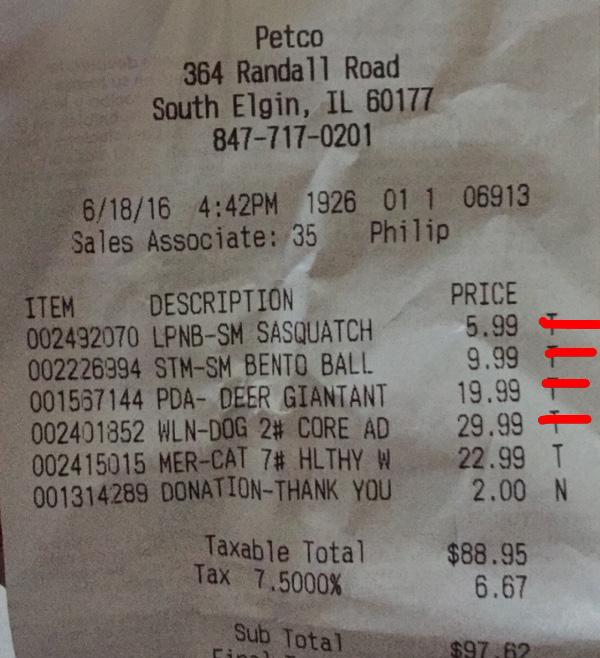 Petco
364 Randall Road
South Elgin, IL 60177
847-717-0201
6/18/16 4:42PM 1926 01 1 06913
Sales Associate: 35 Philip
ITEM DESCRIPTION PRICE
002492070 LPNB-SM SASQUATCH 5.99 T
002226994 STM-SM BENTO BALL 9.99 T
001567144 PDA- DEER GIANTANT 19.99 T
002401852 WLN-DOG 2# CORE AD 29.99 T
002415015 MER-CAT 7# HLTHY W 22.99 T
001314289 DONATION-THANK YOU 2.00 N
Taxable Total $88.95
Tax 7.5000% 6.67
Sub Total $97.62